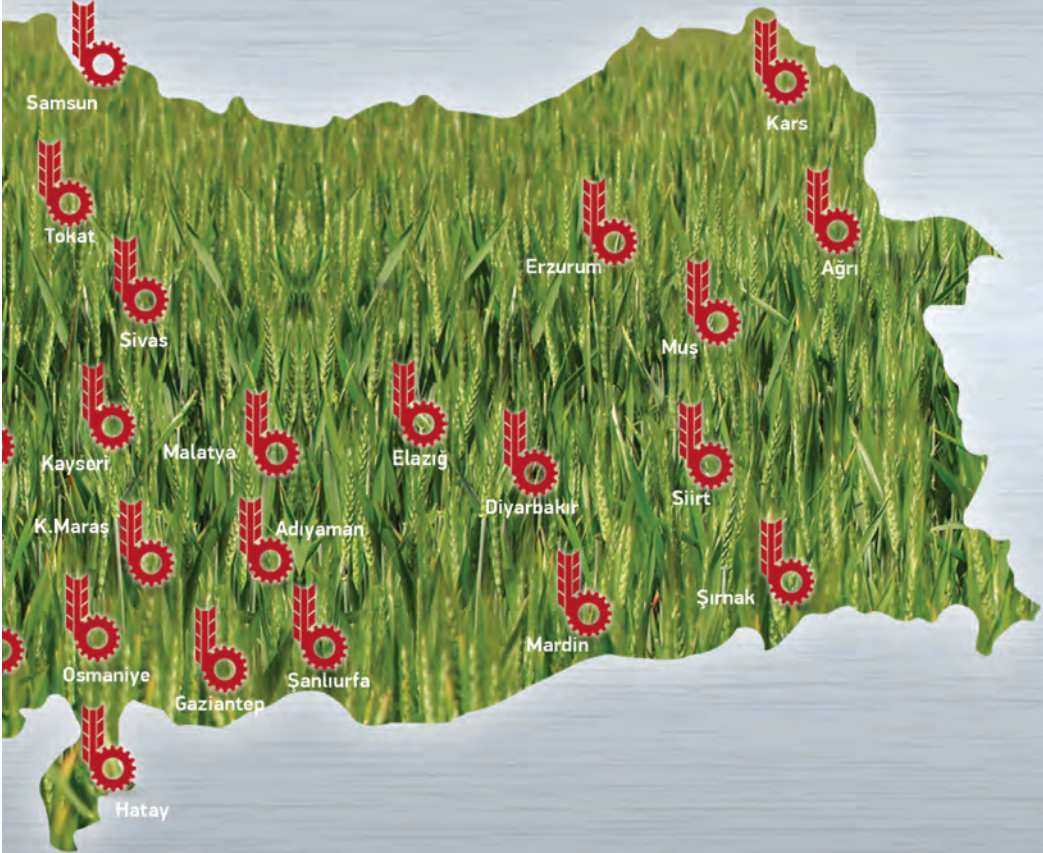 Samsun
Kars
Tokat
Erzurum
Ağrı
Sivas
Muş
Kayseri
Malatya
Elazığ
Diyarbakır
Siirt
K.Maraş
Adıyaman
Şırnak
Mardin
Osmaniye
Gaziantep
Şanlıurfa
Hatay